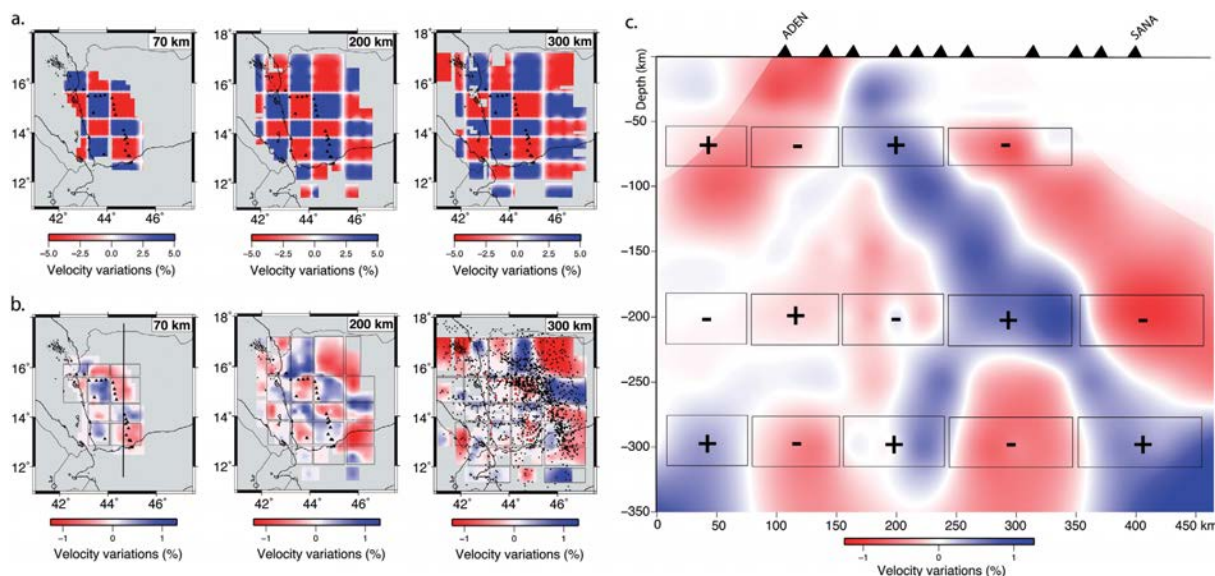 a.
70 km
200 km
300 km
16°
14°
12°
42° 44° 46°
16°
14°
12°
42° 44° 46°
16°
14°
12°
42° 44° 46°
−5.0 −2.5 0.0 2.5 5.0
Velocity variations (%)
−5.0 −2.5 0.0 2.5 5.0
Velocity variations (%)
−5.0 −2.5 0.0 2.5 5.0
Velocity variations (%)
b.
70 km
200 km
300 km
16°
14°
12°
42° 44° 46°
16°
14°
12°
42° 44° 46°
16°
14°
12°
42° 44° 46°
−1 0 1
Velocity variations (%)
−1 0 1
Velocity variations (%)
−1 0 1
Velocity variations (%)
c.
ADEN
SANA
0
Depth(km)
−50
+ - + -
−100
−150
−200
- + - + -
−250
−300
+ - + - +
−350
0 50 100 150 200 250 300 350 400 450 km
−1 0 1
Velocity variations (%)